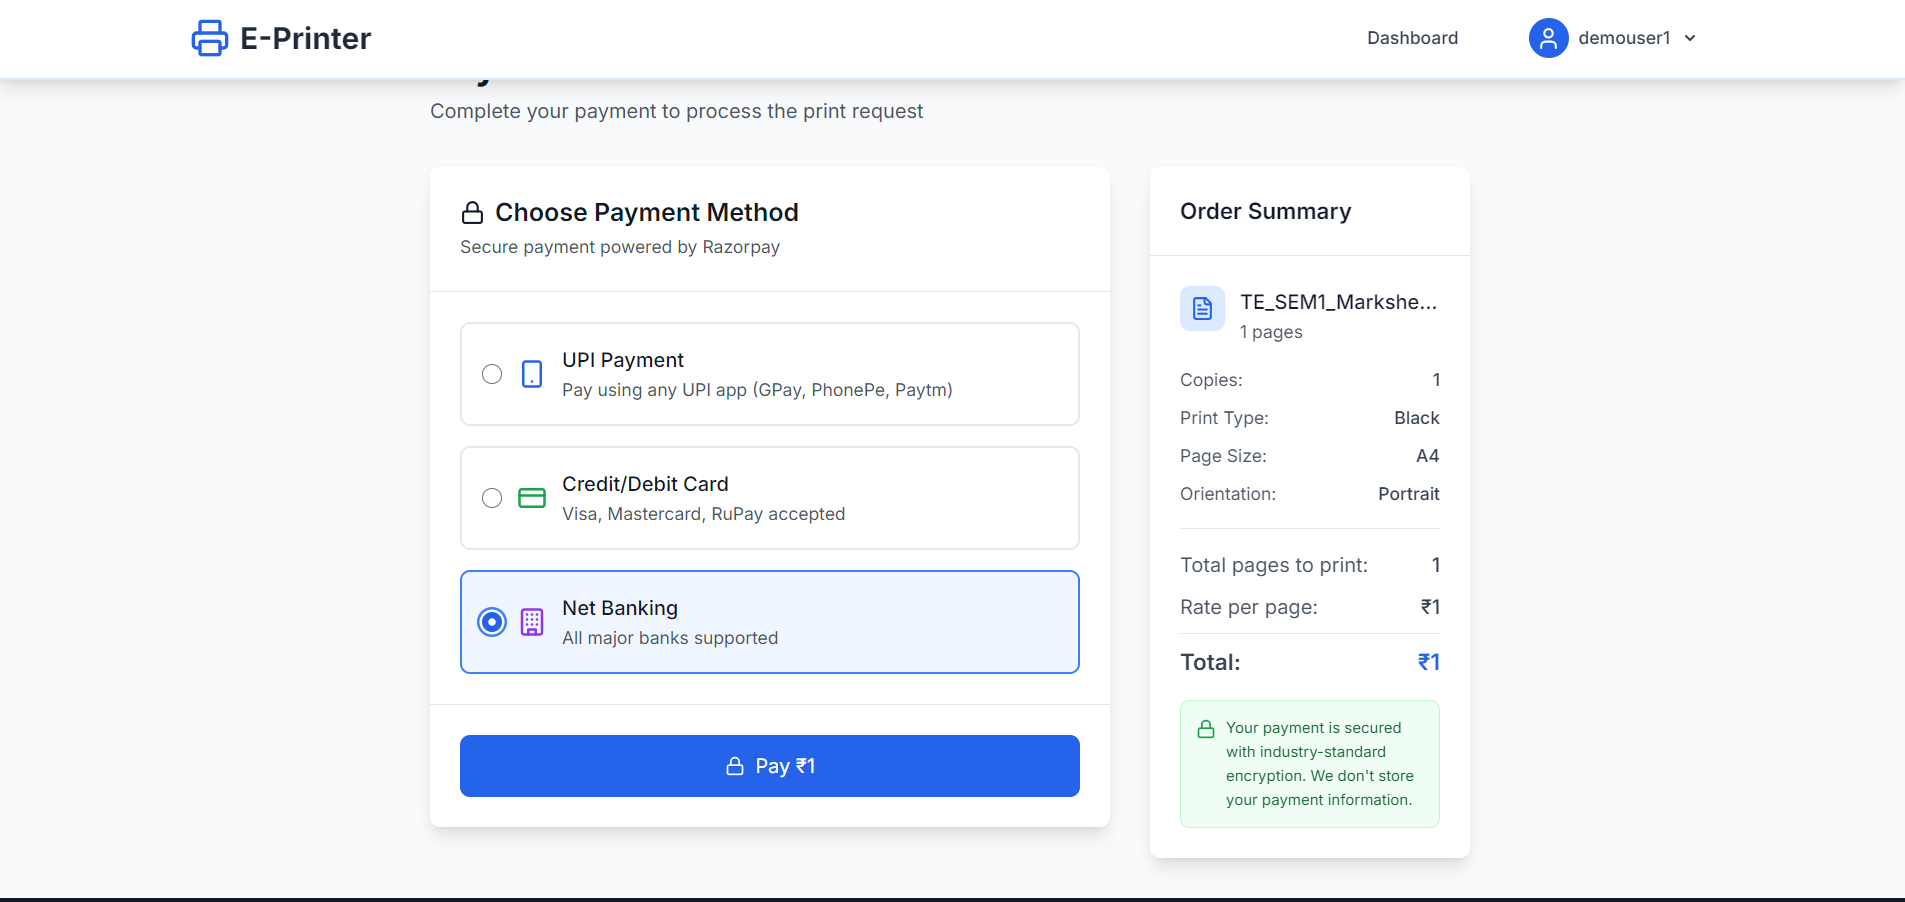 E-Printer
Dashboard
demouser1
Complete your payment to process the print request
Choose Payment Method
Secure payment powered by Razorpay
UPI Payment
Pay using any UPI app (GPay, PhonePe, Paytm)
Credit/Debit Card
Visa, Mastercard, RuPay accepted
Net Banking
All major banks supported
Pay ₹1
Order Summary
TE_SEM1_Markshe...
1 pages
Copies: 1
Print Type: Black
Page Size: A4
Orientation: Portrait
Total pages to print: 1
Rate per page: ₹1
Total: ₹1
Your payment is secured
with industry-standard
encryption. We don't store
your payment information.